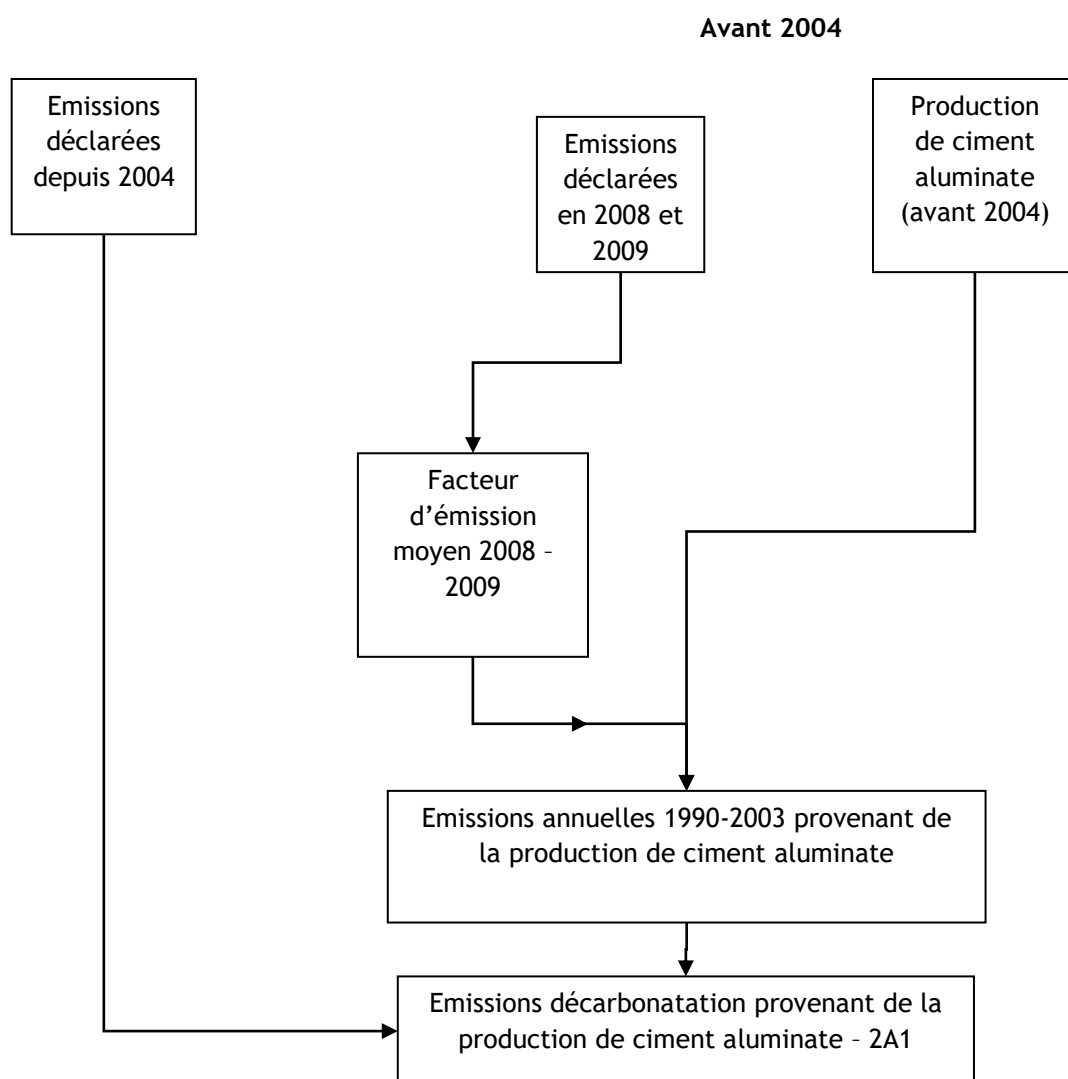 Avant 2004
Emissions
déclarées
depuis 2004
Emissions
déclarées
en 2008 et
2009
Production
de ciment
aluminate
(avant 2004)
Facteur
d’émission
moyen 2008 –
2009
Emissions annuelles 1990-2003 provenant de
la production de ciment aluminate
Emissions décarbonatation provenant de la
production de ciment aluminate – 2A1